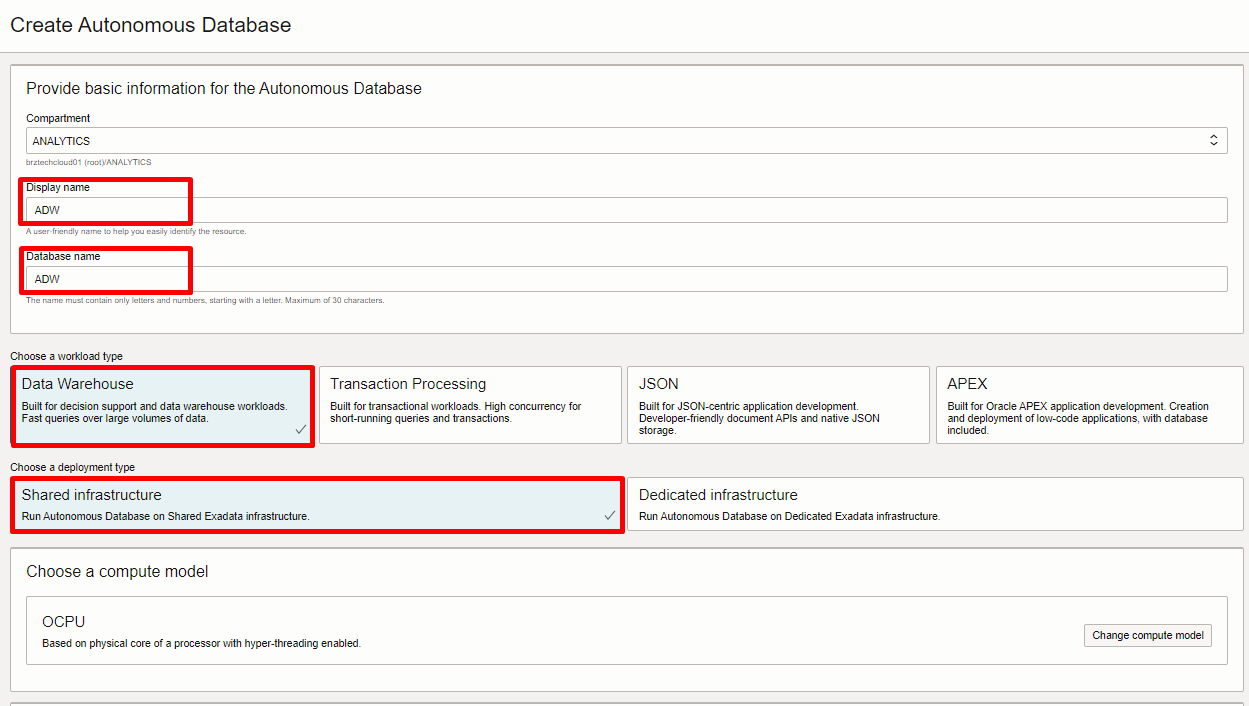 Create Autonomous Database
Provide basic information for the Autonomous Database
Compartment
ANALYTICS
brztechcloud01 (root)/ANALYTICS
Display name
ADW
A user-friendly name to help you easily identify the resource.
Database name
ADW
The name must contain only letters and numbers, starting with a letter. Maximum of 30 characters.
Choose a workload type
Data Warehouse
Built for decision support and data warehouse workloads.
Fast queries over large volumes of data.
Transaction Processing
Built for transactional workloads. High concurrency for
short-running queries and transactions.
JSON
Built for JSON-centric application development.
Developer-friendly document APIs and native JSON
storage.
APEX
Built for Oracle APEX application development. Creation
and deployment of low-code applications, with database
included.
Choose a deployment type
Shared infrastructure
Run Autonomous Database on Shared Exadata infrastructure.
Dedicated infrastructure
Run Autonomous Database on Dedicated Exadata infrastructure.
Choose a compute model
OCPU
Based on physical core of a processor with hyper-threading enabled.
Change compute model